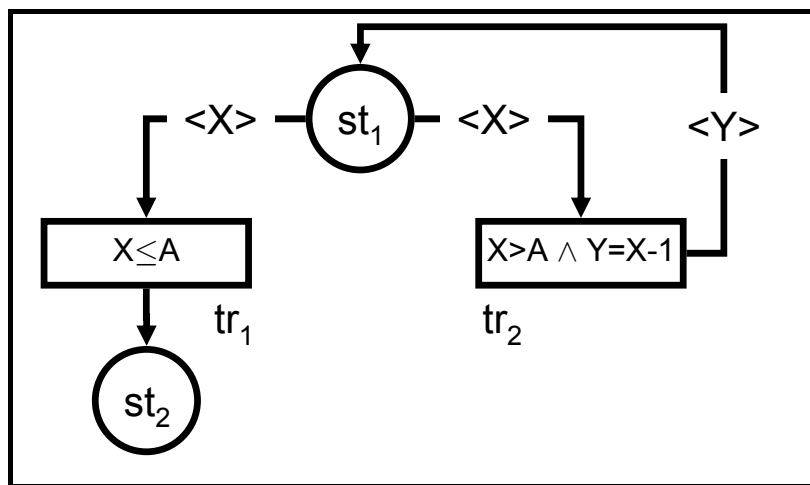 <X>
st₁
<X>
<Y>
X≤A
X>A ∧ Y=X-1
tr₁
tr₂
st₂